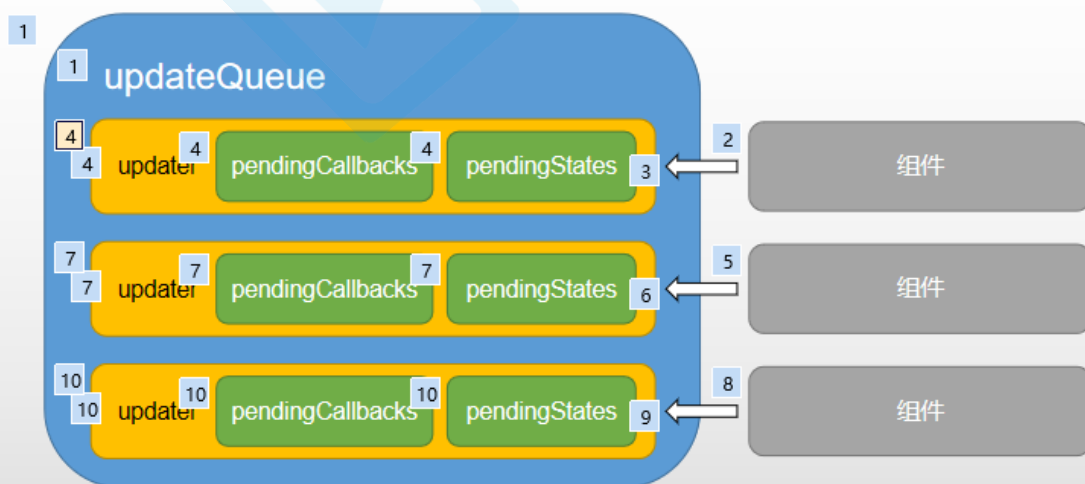 1
1
updateQueue
4
4
updater
4
pendingCallbacks
4
pendingStates
3
2
组件
7
7
updater
7
pendingCallbacks
7
pendingStates
6
5
组件
10
10
updater
10
pendingCallbacks
10
pendingStates
9
8
组件